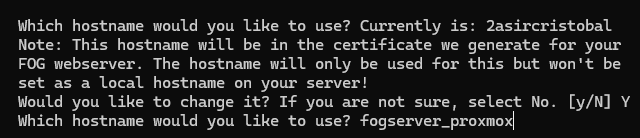 Which hostname would you like to use? Currently is: 2asircristobal
Note: This hostname will be in the certificate we generate for your
FOG webserver. The hostname will only be used for this but won't be
set as a local hostname on your server!
Would you like to change it? If you are not sure, select No. [y/N] Y
Which hostname would you like to use? fogserver_proxmox